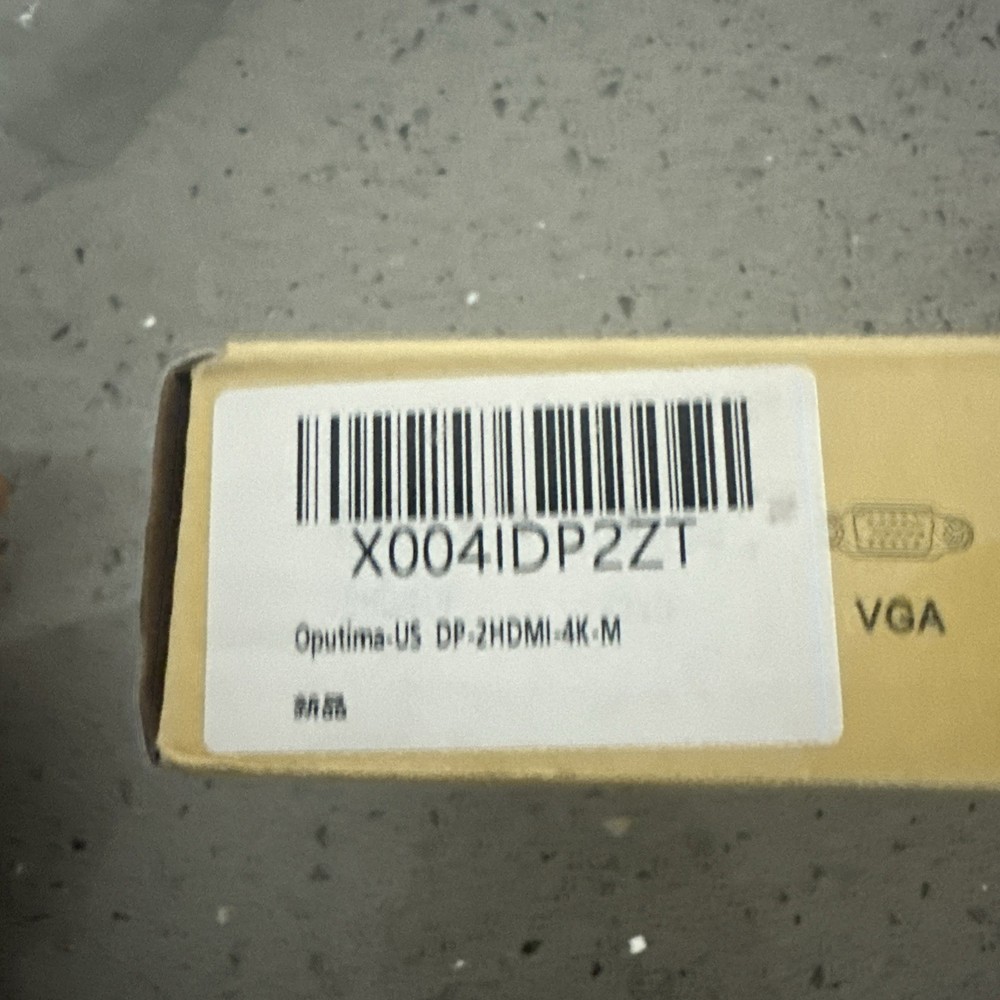 X004IDP2ZT
Oputima-US DP-2HDMI-4K-M
新品
VGA